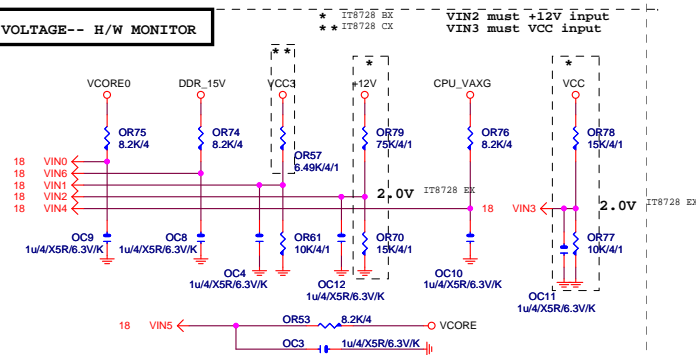 VOLTAGE-- H/W MONITOR
* IT8728 BX
** IT8728 CX
VIN2 must +12V input
VIN3 must VCC input
**
*
*
VCORE0
DDR_15V
VCC3
+12V
CPU_VAXG
VCC
OR75
8.2K/4
OR74
8.2K/4
OR57
6.49K/4/1
OR79
75K/4/1
OR76
8.2K/4
OR78
15K/4/1
18 VIN0
18 VIN6
18 VIN1
18 VIN2
18 VIN4
2.0V
IT8728 EX
18 VIN3
2.0V
IT8728 EX
OC9
1u/4/X5R/6.3V/K
OC8
1u/4/X5R/6.3V/K
OC4
1u/4/X5R/6.3V/K
OR61
10K/4/1
OC12
1u/4/X5R/6.3V/K
OR70
15K/4/1
OC10
1u/4/X5R/6.3V/K
OC11
1u/4/X5R/6.3V/K
OR77
10K/4/1
18 VIN5
OR53
8.2K/4
VCORE
OC3
1u/4/X5R/6.3V/K